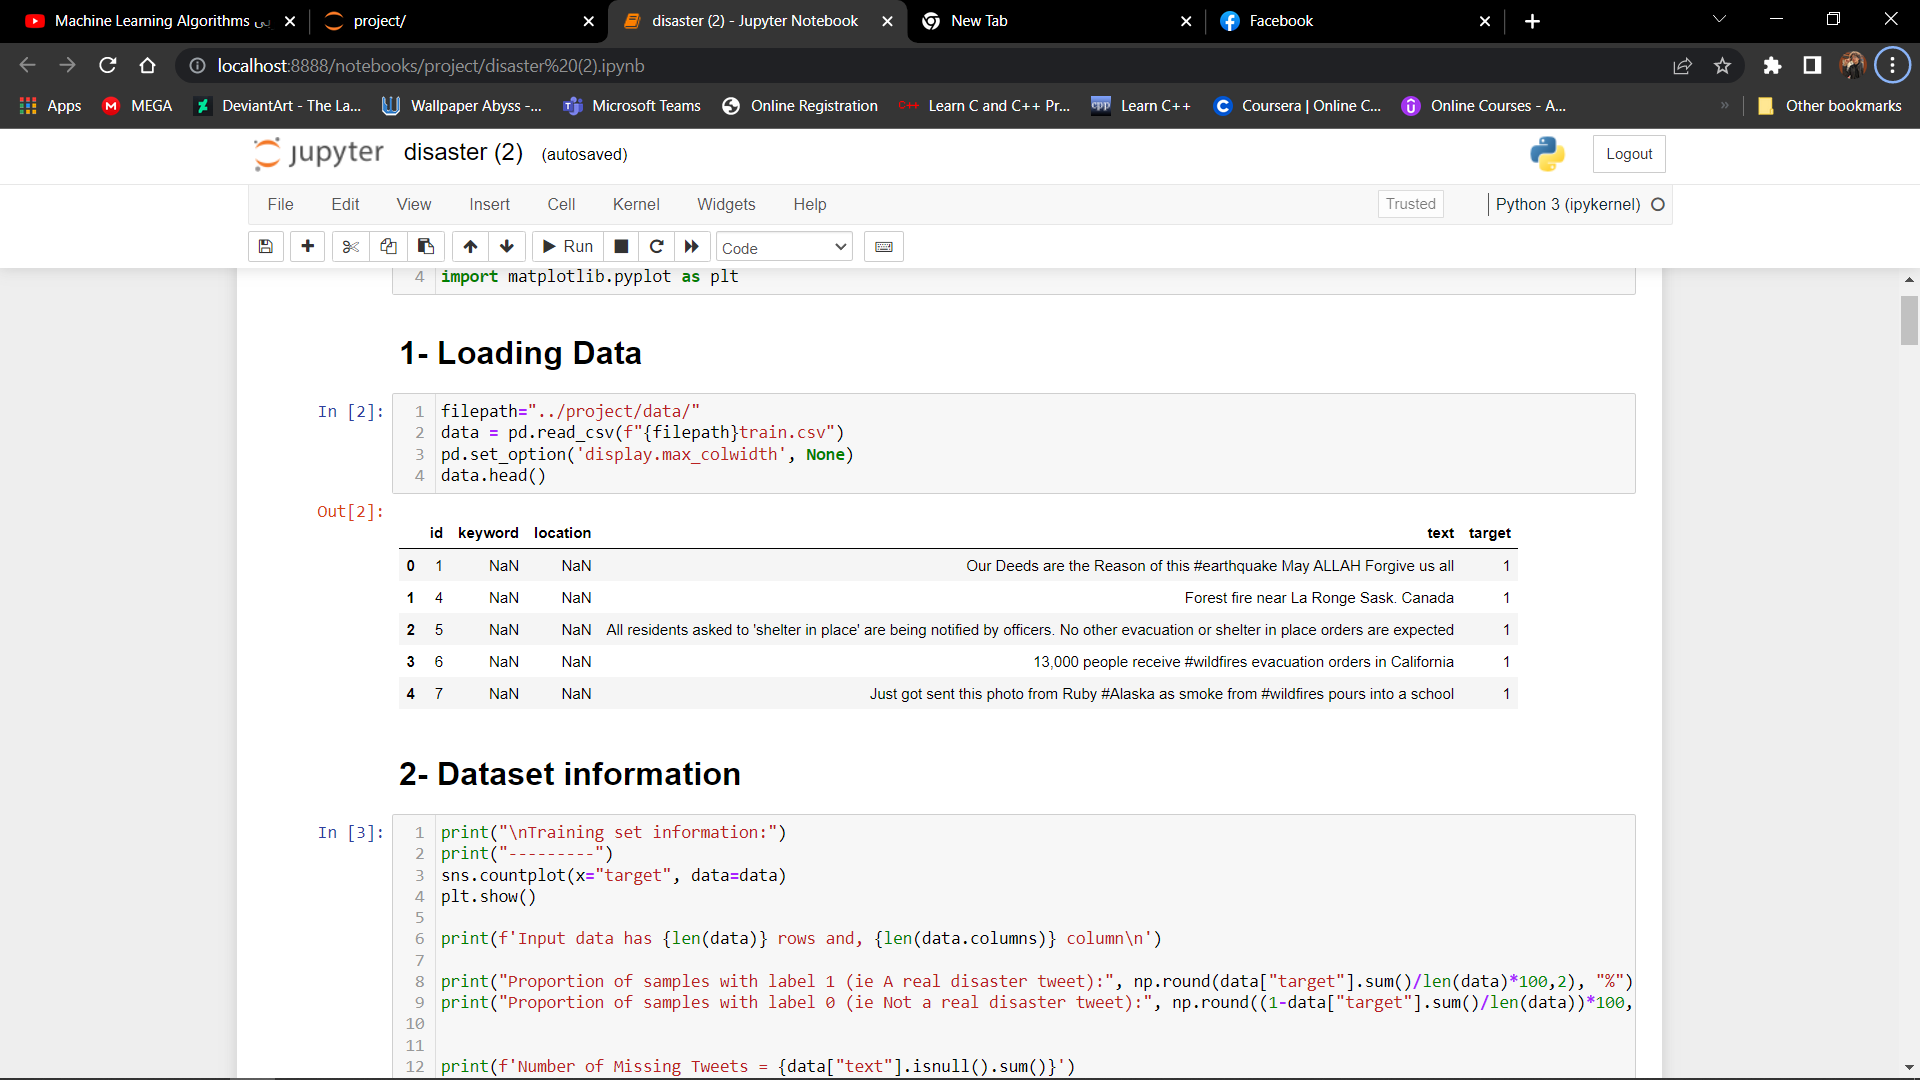 Machine Learning Algorithms
project/
disaster (2) - Jupyter Notebook
New Tab
Facebook
localhost:8888/notebooks/project/disaster%20(2).ipynb
Apps
MEGA
DeviantArt - The La...
Wallpaper Abyss -...
Microsoft Teams
Online Registration
Learn C and C++ Pr...
Learn C++
Coursera | Online C...
Online Courses - A...
»
Other bookmarks
jupyter disaster (2) (autosaved)
Logout
File Edit View Insert Cell Kernel Widgets Help
Trusted
Python 3 (ipykernel)
Run
Code
4 import matplotlib.pyplot as plt
1- Loading Data
In [2]:
1 filepath="../project/data/"
2 data = pd.read_csv(f"{filepath}train.csv")
3 pd.set_option('display.max_colwidth', None)
4 data.head()
Out[2]:
id keyword location text target
0 1 NaN NaN Our Deeds are the Reason of this #earthquake May ALLAH Forgive us all 1
1 4 NaN NaN Forest fire near La Ronge Sask. Canada 1
2 5 NaN NaN All residents asked to 'shelter in place' are being notified by officers. No other evacuation or shelter in place orders are expected 1
3 6 NaN NaN 13,000 people receive #wildfires evacuation orders in California 1
4 7 NaN NaN Just got sent this photo from Ruby #Alaska as smoke from #wildfires pours into a school 1
2- Dataset information
In [3]:
1 print("\nTraining set information:")
2 print("---------")
3 sns.countplot(x="target", data=data)
4 plt.show()
5
6 print(f'Input data has {len(data)} rows and, {len(data.columns)} column\n')
7
8 print("Proportion of samples with label 1 (ie A real disaster tweet):", np.round(data["target"].sum()/len(data)*100,2), "%")
9 print("Proportion of samples with label 0 (ie Not a real disaster tweet):", np.round((1-data["target"].sum()/len(data))*100,
10
11
12 print(f'Number of Missing Tweets = {data["text"].isnull().sum()}')